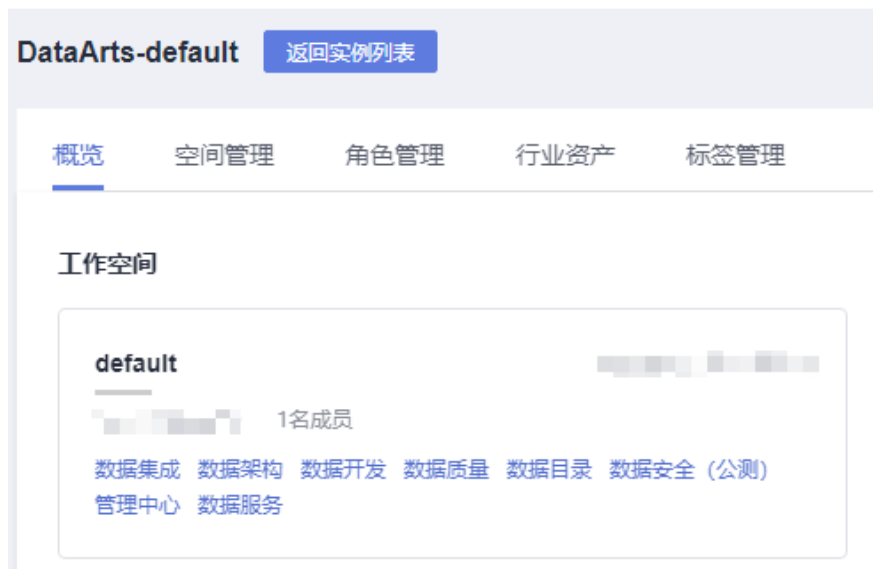 DataArts-default 返回实例列表
概览 空间管理 角色管理 行业资产 标签管理
工作空间
default
1名成员
数据集成 数据架构 数据开发 数据质量 数据目录 数据安全（公测）
管理中心 数据服务